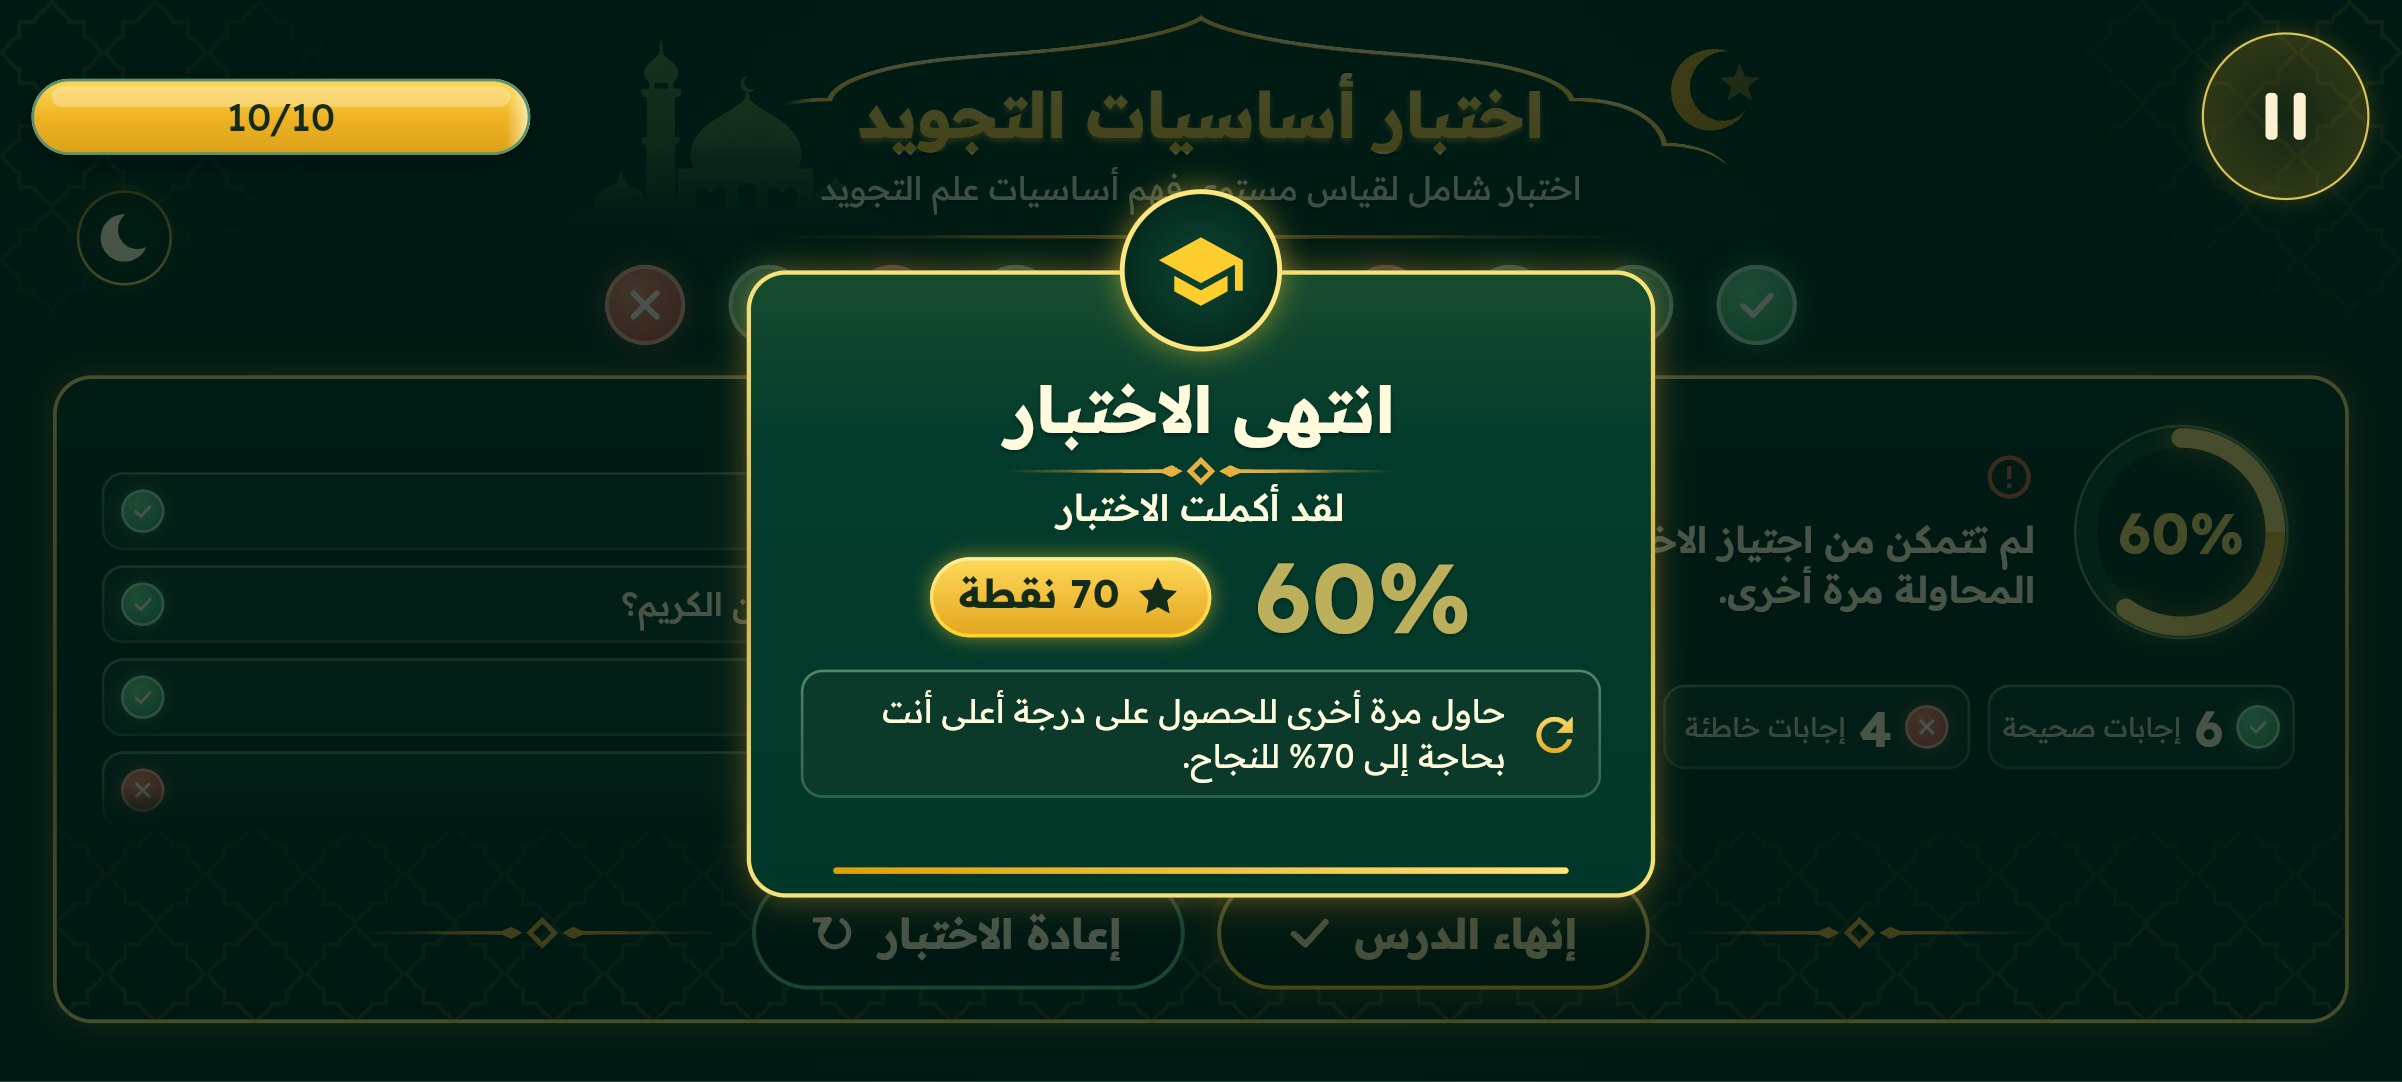 10/10
اختبار أساسيات التجويد
اختبار شامل لقياس مستوى فهم أساسيات علم التجويد
انتهى الاختبار
لقد أكملت الاختبار
60%
70 نقطة
حاول مرة أخرى للحصول على درجة أعلى أنت
بحاجة إلى 70% للنجاح.
60%
لم تتمكن من اجتياز
المحاولة مرة أخرى.
6 إجابات صحيحة
4 إجابات خاطئة
الكريم؟
إنهاء الدرس
إعادة الاختبار